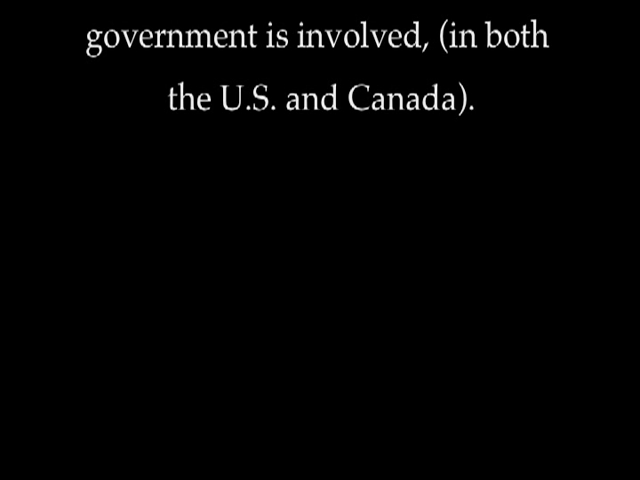 government is involved, (in both
the U.S. and Canada).